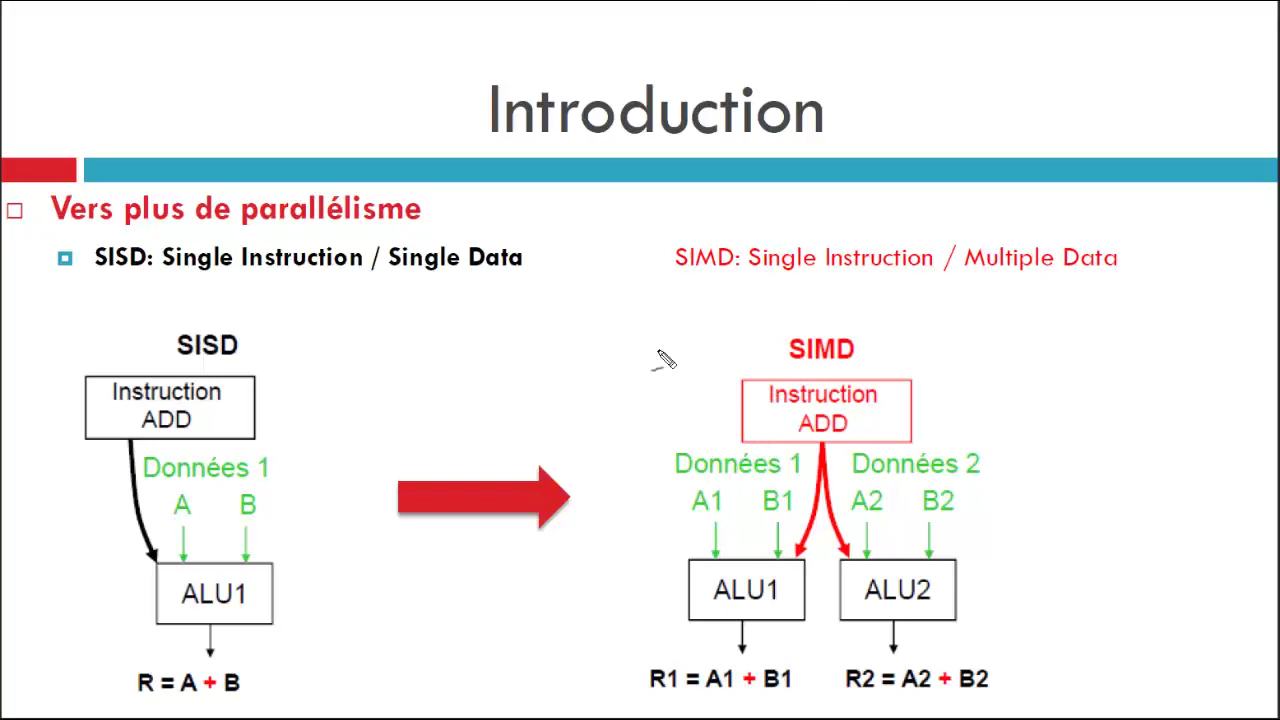 Introduction
Vers plus de parallélisme
SISD: Single Instruction / Single Data
SIMD: Single Instruction / Multiple Data
SISD
Instruction
ADD
Données 1
A B
ALU1
R = A + B
SIMD
Instruction
ADD
Données 1 Données 2
A1 B1 A2 B2
ALU1 ALU2
R1 = A1 + B1 R2 = A2 + B2